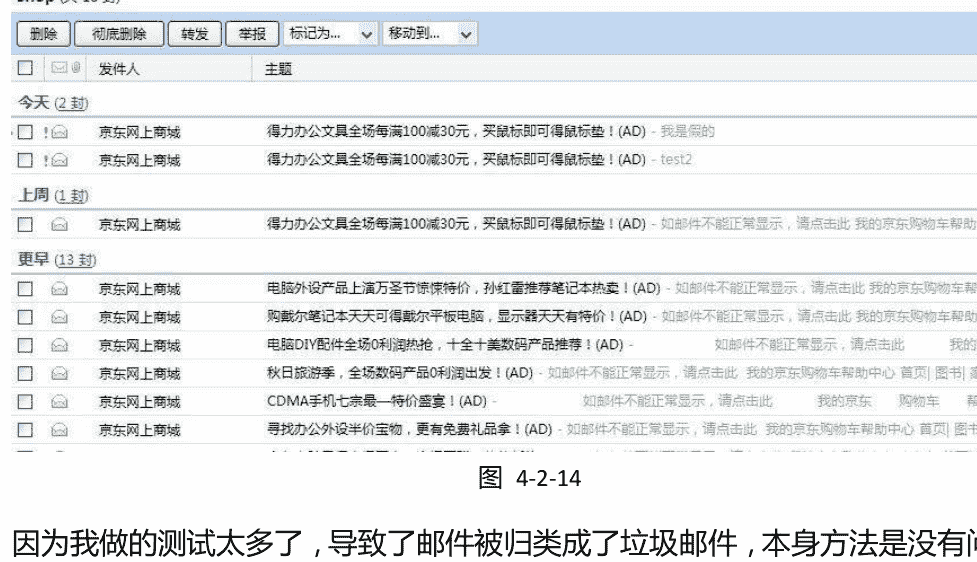 删除 彻底删除 转发 举报 标记为... 移动到...
发件人 主题
今天 (2 封)
京东网上商城 得力办公文具全场每满100减30元，买鼠标即可得鼠标垫！(AD) - 我是假的
京东网上商城 得力办公文具全场每满100减30元，买鼠标即可得鼠标垫！(AD) - test2
上周 (1 封)
京东网上商城 得力办公文具全场每满100减30元，买鼠标即可得鼠标垫！(AD) - 如邮件不能正常显示，请点击此 我的京东购物车帮助
更早 (13 封)
京东网上商城 电脑外设产品上演万圣节惊悚特价，孙红雷推荐笔记本热卖！(AD) - 如邮件不能正常显示，请点击此 我的京东购物车帮
京东网上商城 购戴尔笔记本天天可得戴尔平板电脑，显示器天天有特价！(AD) - 如邮件不能正常显示，请点击此 我的京东购物车帮助
京东网上商城 电脑DIY配件全场0利润热抢，十全十美数码产品推荐！(AD) - 如邮件不能正常显示，请点击此 我的
京东网上商城 秋日旅游季，全场数码产品0利润出发！(AD) - 如邮件不能正常显示，请点击此 我的京东购物车帮助中心 首页| 图书|
京东网上商城 CDMA手机七宗最—特价盛宴！(AD) - 如邮件不能正常显示，请点击此 我的京东 购物车 帮
京东网上商城 寻找办公外设半价宝物，更有免费礼品拿！(AD) - 如邮件不能正常显示，请点击此 我的京东购物车帮助中心 首页| 图书
图 4-2-14
因为我做的测试太多了，导致了邮件被归类成了垃圾邮件，本身方法是没有问